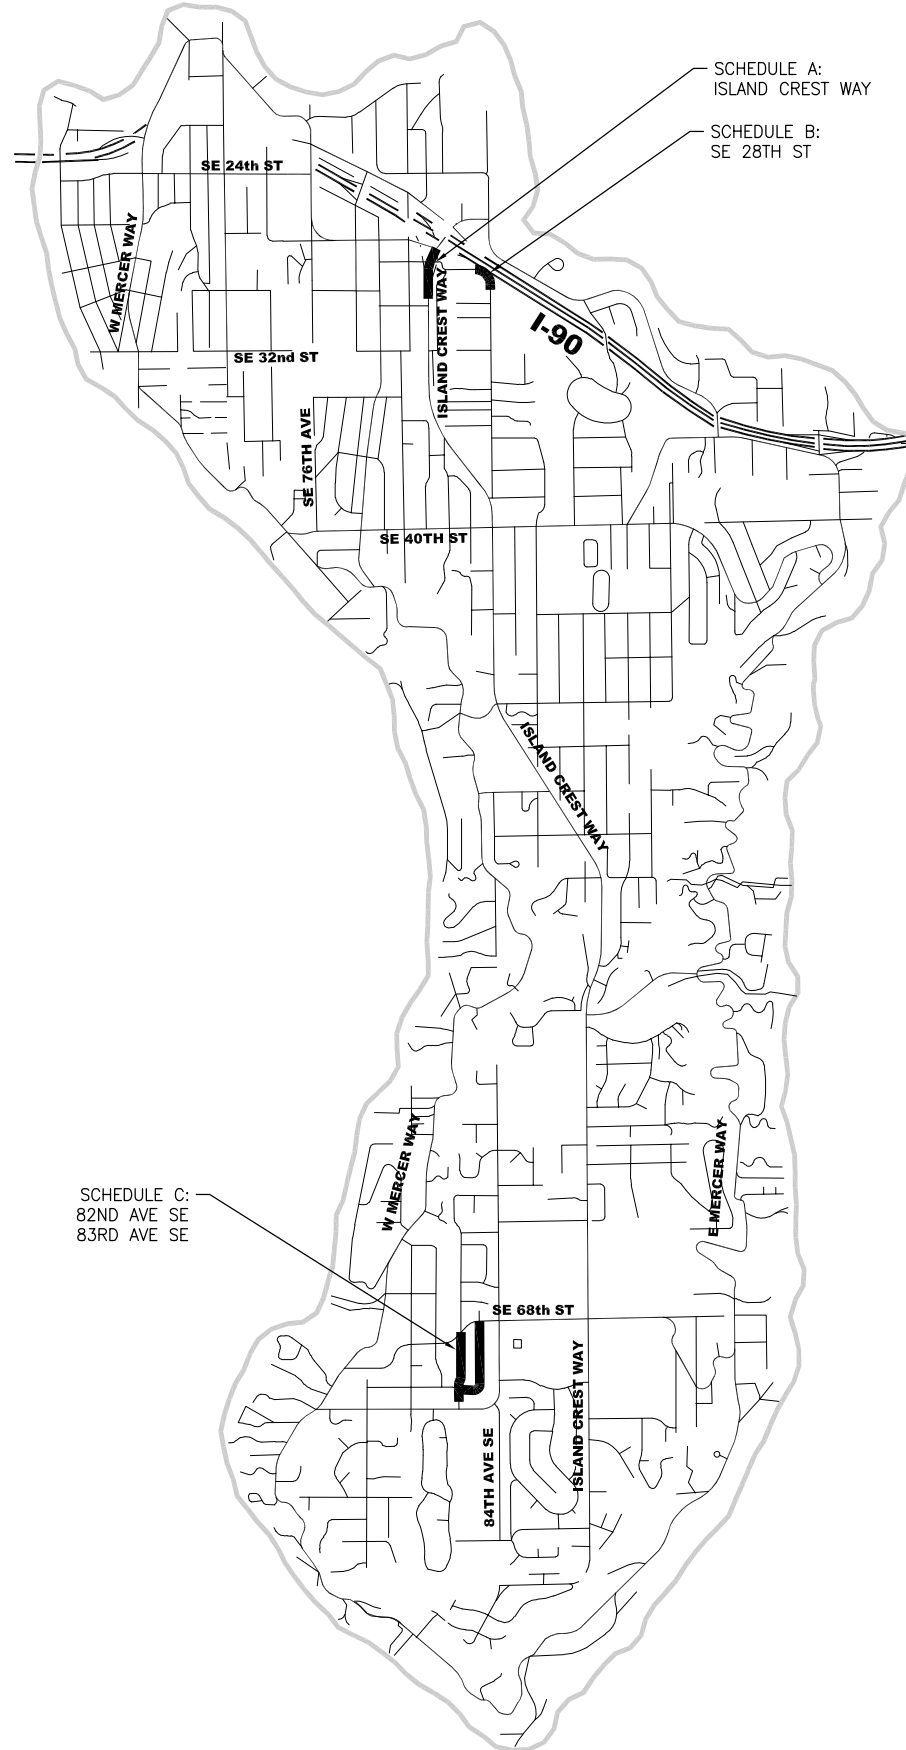 SCHEDULE A:
ISLAND CREST WAY
SCHEDULE B:
SE 28TH ST
SE 24th ST
W MERCER WAY
ISLAND CREST WAY
I-90
SE 32nd ST
SE 76TH AVE
SE 40TH ST
ISLAND CREST WAY
W MERCER WAY
E MERCER WAY
SCHEDULE C:
82ND AVE SE
83RD AVE SE
SE 68th ST
ISLAND CREST WAY
84TH AVE SE